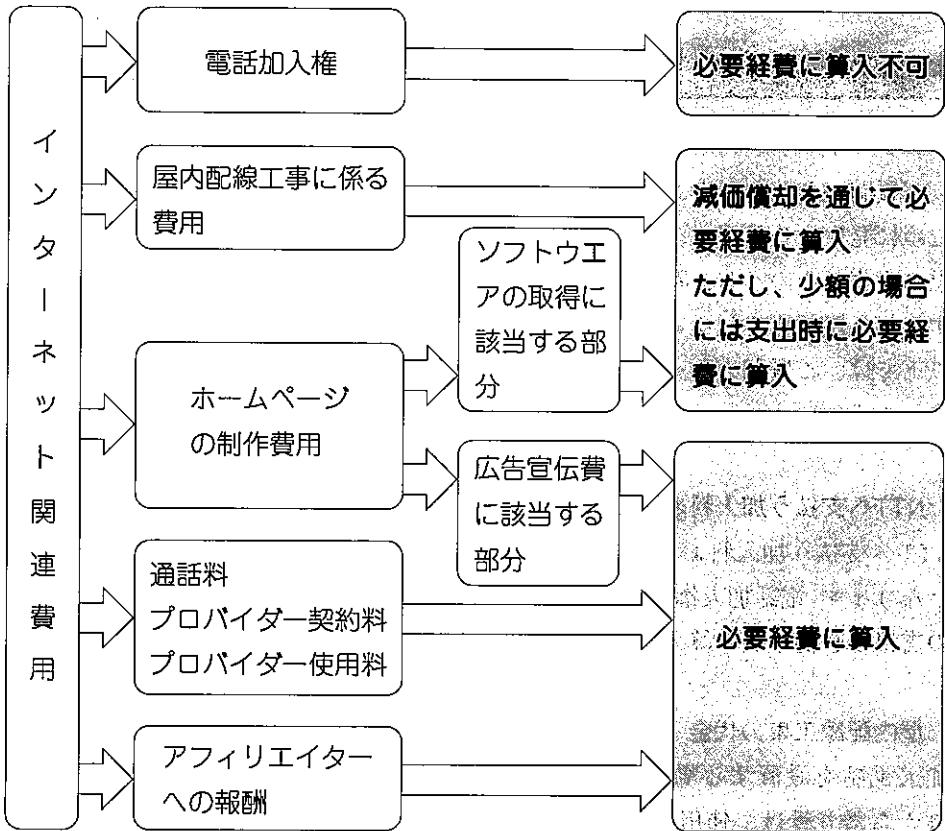 インターネット関連費用
電話加入権
必要経費に算入不可
屋内配線工事に係る
費用
減価償却を通じて必
要経費に算入
ただし、少額の場合
には支出時に必要経
費に算入
ホームページ
の制作費用
ソフトウエ
アの取得に
該当する部
分
広告宣伝費
に該当する
部分
通話料
プロバイダー契約料
プロバイダー使用料
必要経費に算入
アフィリエイター
への報酬